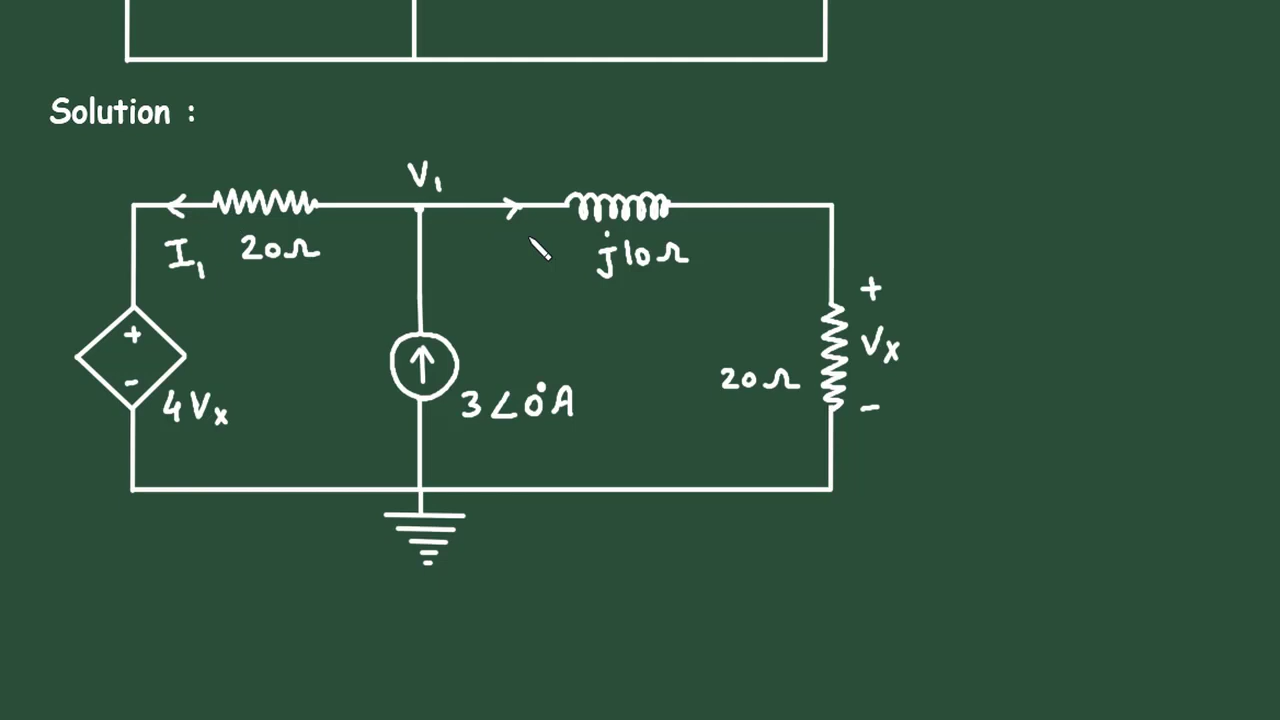 Solution :
V₁
I₁ 20Ω j10Ω
+
Vx
-
+
-
4Vx
3∠0°A
20Ω